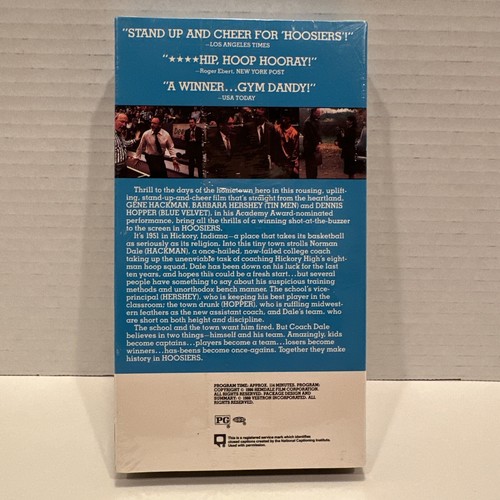 "STAND UP AND CHEER FOR 'HOOSIERS'!"
—LOS ANGELES TIMES
"★★★★HIP, HOOP HOORAY!"
—Roger Ebert, NEW YORK POST
"A WINNER...GYM DANDY!"
—USA TODAY
Thrill to the days of the hometown hero in this rousing, uplift-
ing, stand-up-and-cheer film that's straight from the heartland.
GENE HACKMAN, BARBARA HERSHEY (TIN MEN) and DENNIS
HOPPER (BLUE VELVET), in his Academy Award-nominated
performance, bring all the thrills of a winning shot-at-the-buzzer
to the screen in HOOSIERS.
It's 1951 in Hickory, Indiana—a place that takes its basketball
as seriously as its religion. Into this tiny town strolls Norman
Dale (HACKMAN), a once-hailed, now-failed college coach
taking up the unenviable task of coaching Hickory High's eight-
man hoop squad. Dale has been down on his luck for the last
ten years, and hopes this could be a fresh start...but several
people have something to say about his suspicious training
methods and unorthodox bench manner. The school's vice-
principal (HERSHEY), who is keeping his best player in the
classroom; the town drunk (HOPPER), who is ruffling midwest-
ern feathers as the new assistant coach, and Dale's team, who
are short on both height and discipline.
The school and the town want him fired. But Coach Dale
believes in two things—himself and his team. Amazingly, kids
become captains...players become a team...losers become
winners...has-beens become once-agains. Together they make
history in HOOSIERS.
PROGRAM TIME: APPROX. 114 MINUTES. PROGRAM:
COPYRIGHT © 1986 HEMDALE FILM CORPORATION.
ALL RIGHTS RESERVED. PACKAGE DESIGN AND
SUMMARY: © 1988 VESTRON INCORPORATED. ALL
RIGHTS RESERVED.
PG
This is a registered service mark which identifies
closed captions created by the National Captioning Institute.
Used with permission.